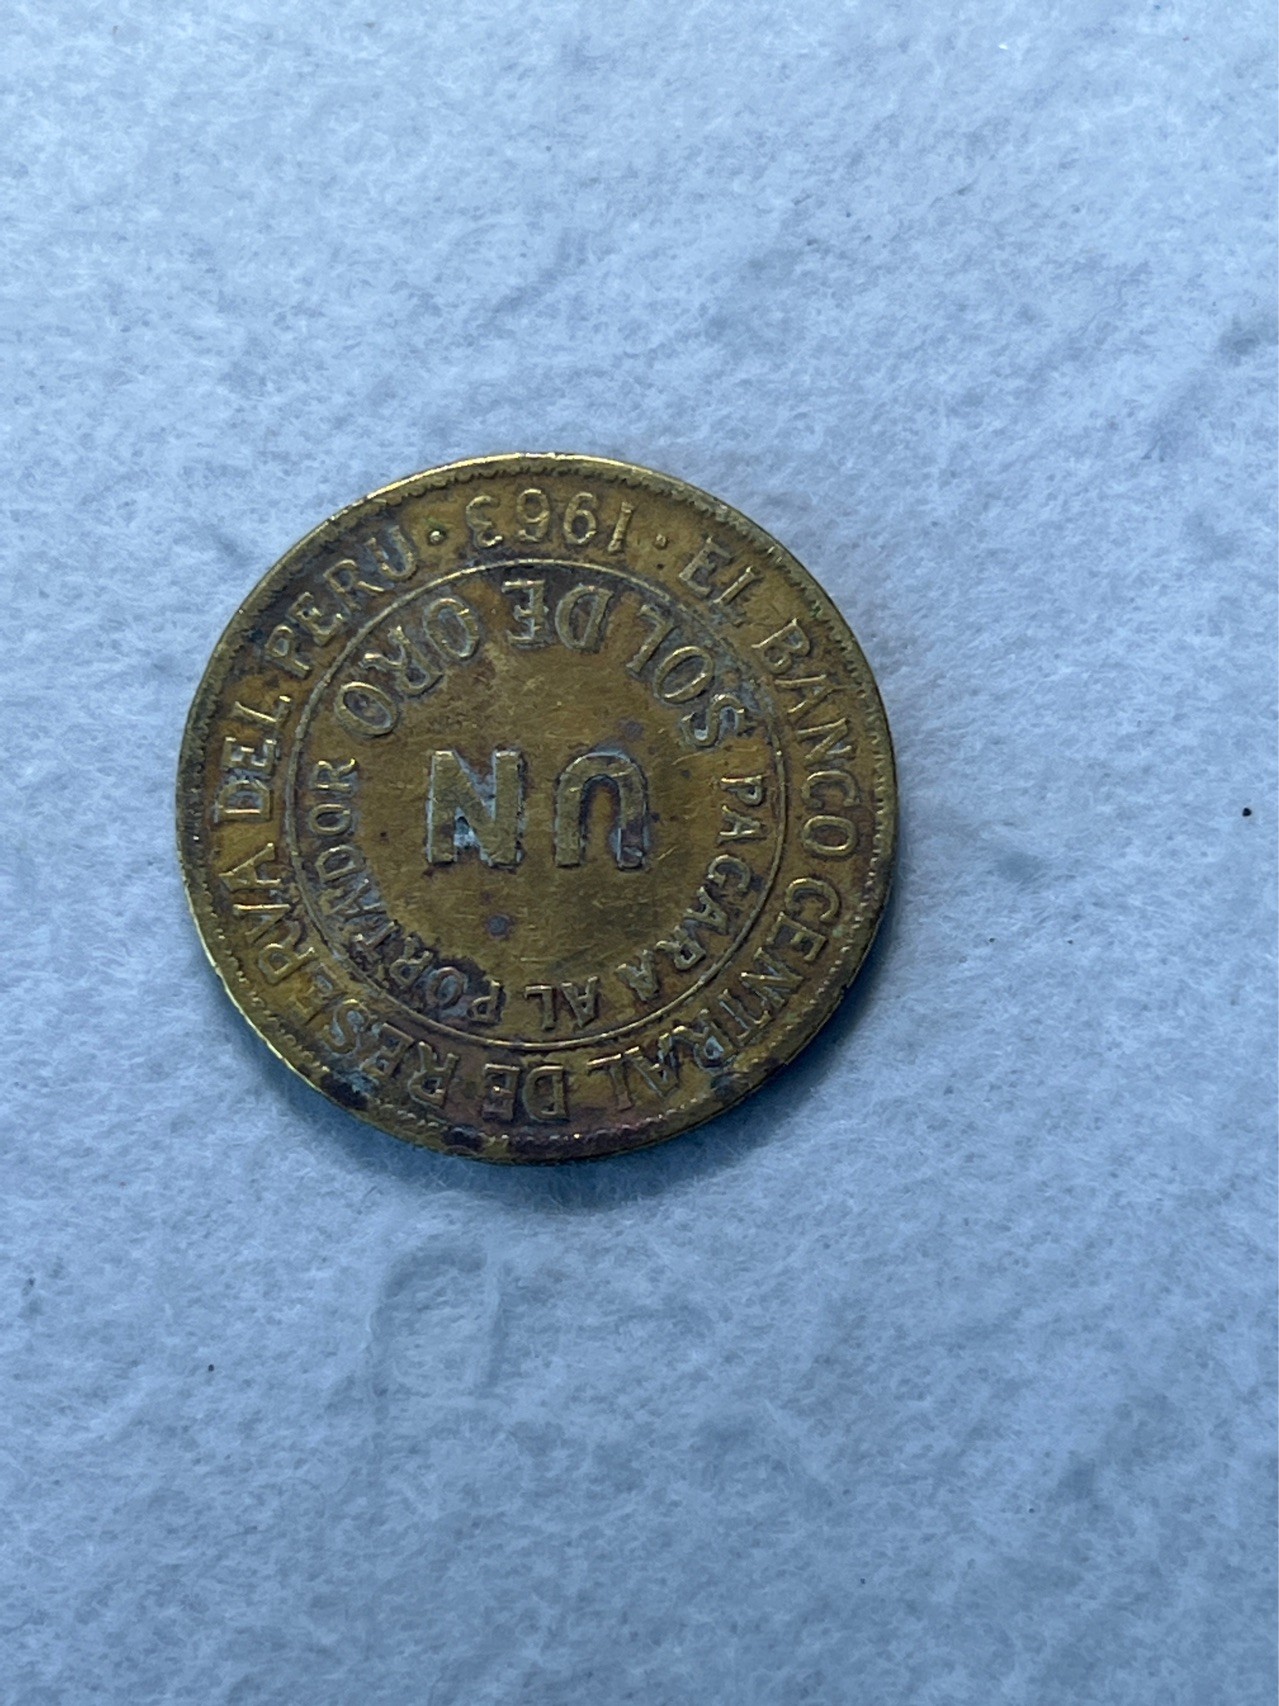 EL BANCO CENTRAL DE RESERVA DEL PERU
PAGARA AL PORTADOR
UN
SOL DE ORO
· 1963 ·